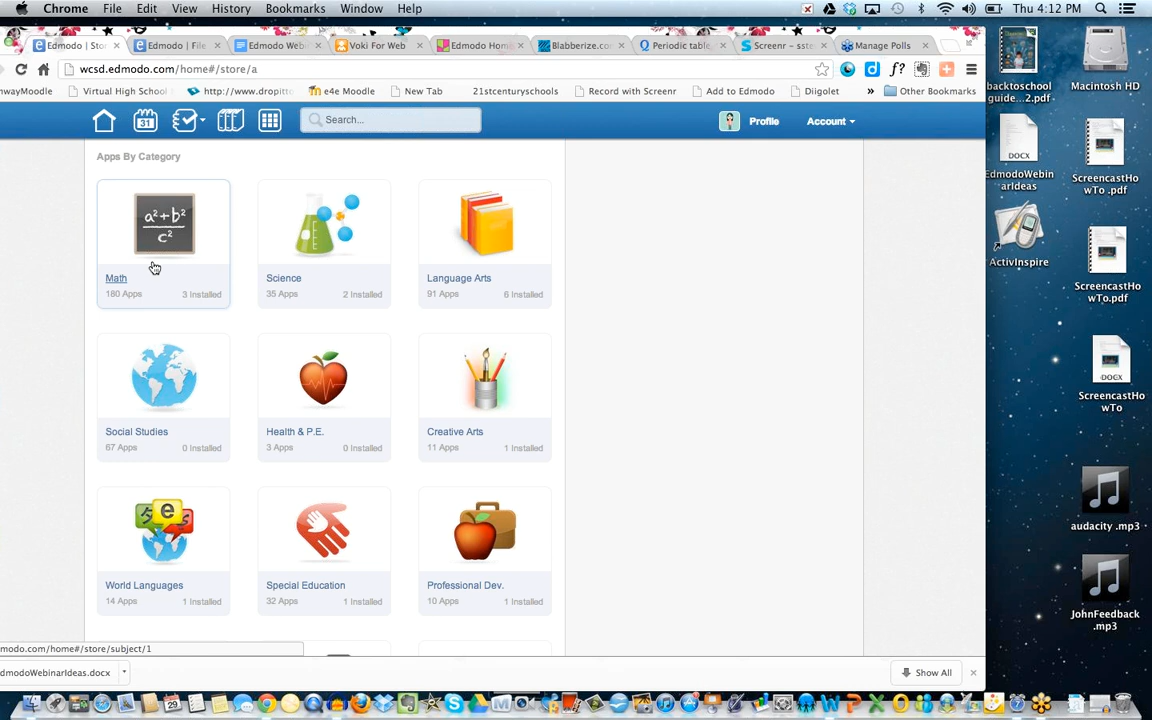 Chrome File Edit View History Bookmarks Window Help Thu 4:12 PM
Edmodo | Sto Edmodo | File Edmodo Web Voki For Web Edmodo Home Blabberize.co Periodic table Screenr – sste Manage Polls
wcsd.edmodo.com/home#/store/a
nwayMoodle Virtual High School http://www.dropitto e4e Moodle New Tab 21stcenturyschools Record with Screenr Add to Edmodo Diigolet » Other Bookmarks
31 Search... Profile Account
Apps By Category
a²+b²
c²
Math
180 Apps 3 Installed
Science
35 Apps 2 Installed
Language Arts
91 Apps 6 Installed
Social Studies
67 Apps 0 Installed
Health & P.E.
3 Apps 0 Installed
Creative Arts
11 Apps 1 Installed
World Languages
14 Apps 1 Installed
Special Education
32 Apps 1 Installed
Professional Dev.
10 Apps 1 Installed
modo.com/home#/store/subject/1
dmodoWebinarIdeas.docx Show All
backtoschool
guide...2.pdf
Macintosh HD
DOCX
EdmodoWebi
narIdeas
ScreencastHo
wTo .pdf
ActivInspire
ScreencastHo
wTo.pdf
DOCX
ScreencastHo
wTo
audacity .mp3
JohnFeedback
.mp3